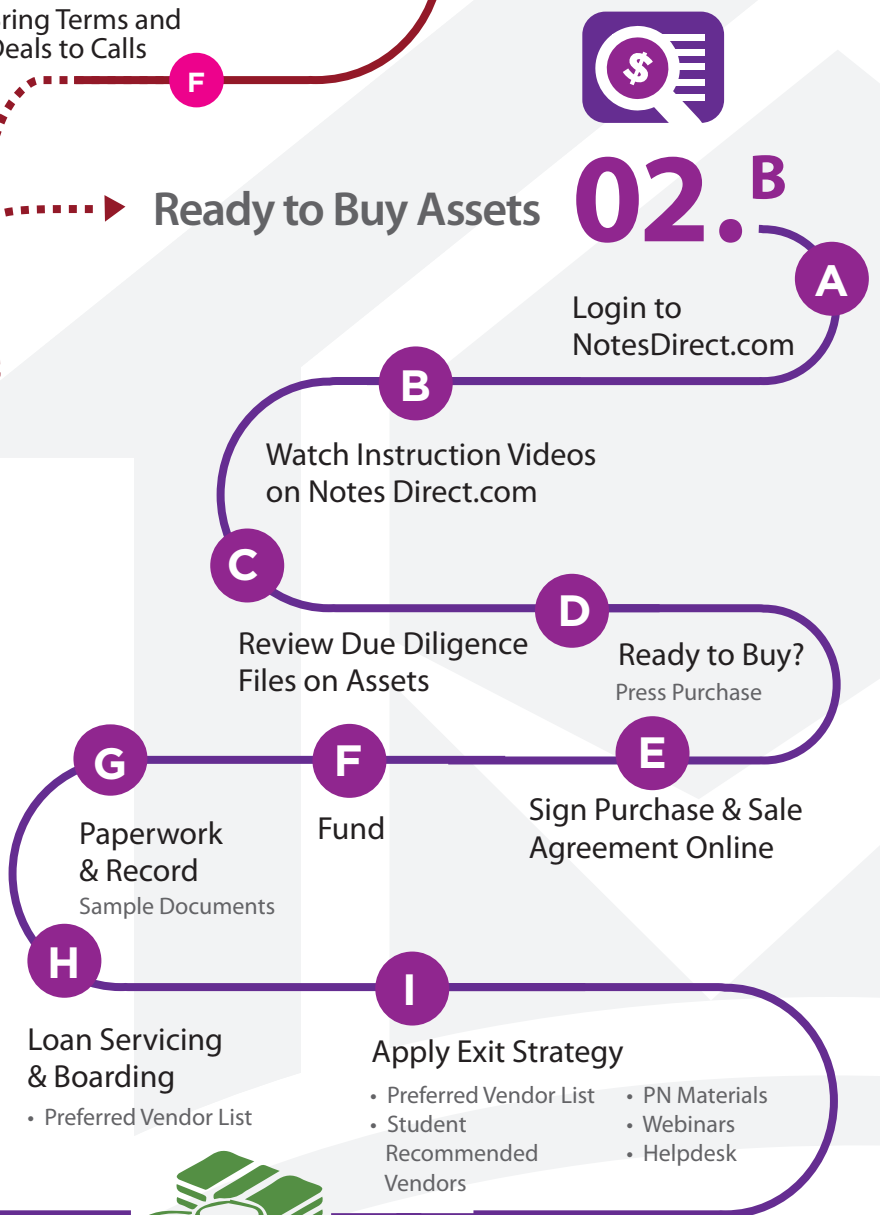 Terms and
to Calls
F
$
Ready to Buy Assets
02.B
A
Login to
NotesDirect.com
B
Watch Instruction Videos
on Notes Direct.com
C
Review Due Diligence
Files on Assets
D
Ready to Buy?
Press Purchase
E
Sign Purchase & Sale
Agreement Online
F
Fund
G
Paperwork
& Record
Sample Documents
H
Loan Servicing
& Boarding
• Preferred Vendor List
I
Apply Exit Strategy
• Preferred Vendor List
• Student
Recommended
Vendors
• PN Materials
• Webinars
• Helpdesk